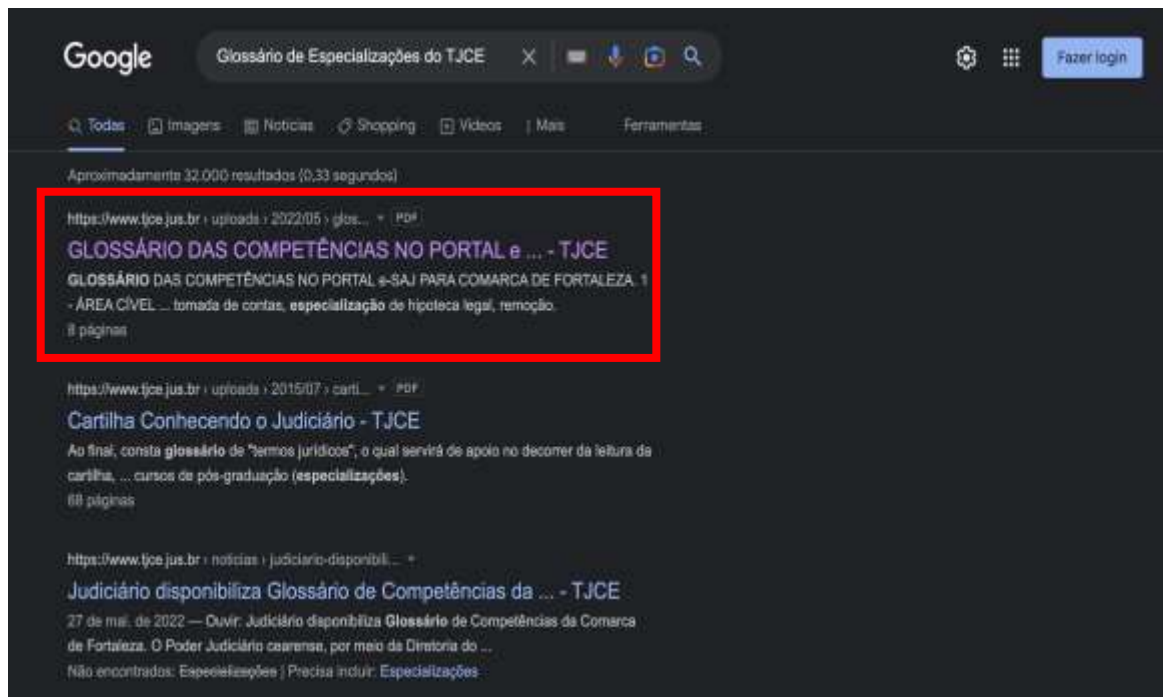 Google
Glossário de Especializações do TJCE
Fazer login
Todas Imagens Notícias Shopping Vídeos Mais Ferramentas
Aproximadamente 32.000 resultados (0,33 segundos)
https://www.tjce.jus.br › uploads › 2022/05 › glos... PDF
GLOSSÁRIO DAS COMPETÊNCIAS NO PORTAL e ... - TJCE
GLOSSÁRIO DAS COMPETÊNCIAS NO PORTAL e-SAJ PARA COMARCA DE FORTALEZA. 1
- ÁREA CÍVEL ... tomada de contas, especialização de hipoteca legal, remoção.
8 páginas
https://www.tjce.jus.br › uploads › 2015/07 › carti... PDF
Cartilha Conhecendo o Judiciário - TJCE
Ao final, consta glossário de "termos jurídicos", o qual servirá de apoio no decorrer da leitura da
cartilha, ... cursos de pós-graduação (especializações).
68 páginas
https://www.tjce.jus.br › noticias › judiciario-disponibili...
Judiciário disponibiliza Glossário de Competências da ... - TJCE
27 de mai. de 2022 — Ouvir: Judiciário disponibiliza Glossário de Competências da Comarca
de Fortaleza. O Poder Judiciário cearense, por meio da Diretoria do ...
Não encontrados: Especializações | Precisa incluir: Especializações